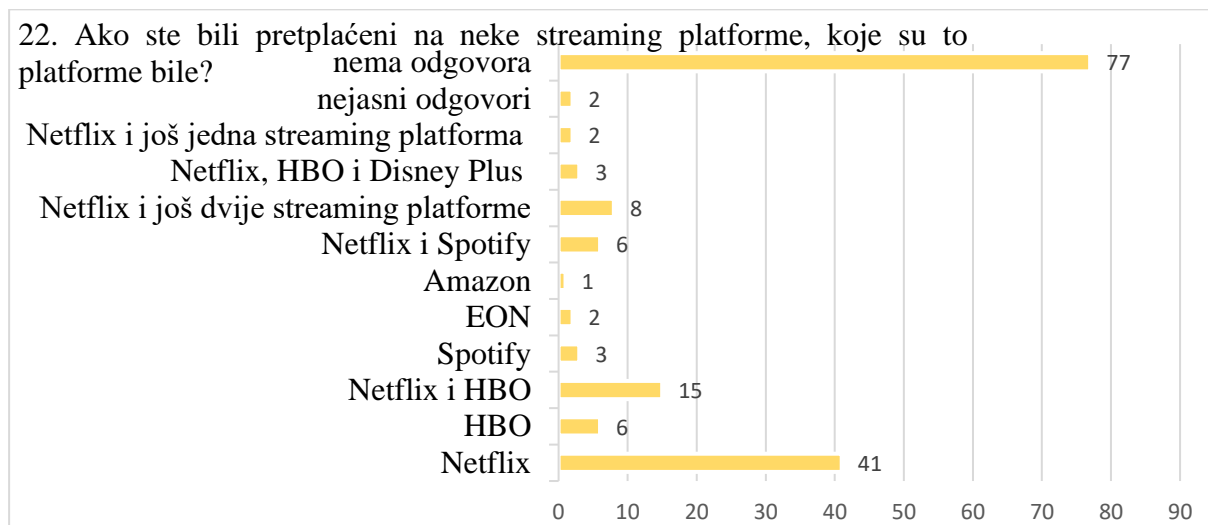 22. Ako ste bili pretplaćeni na neke streaming platforme, koje su to
platforme bile?
nema odgovora 77
nejasni odgovori 2
Netflix i još jedna streaming platforma 2
Netflix, HBO i Disney Plus 3
Netflix i još dvije streaming platforme 8
Netflix i Spotify 6
Amazon 1
EON 2
Spotify 3
Netflix i HBO 15
HBO 6
Netflix 41
0 10 20 30 40 50 60 70 80 90